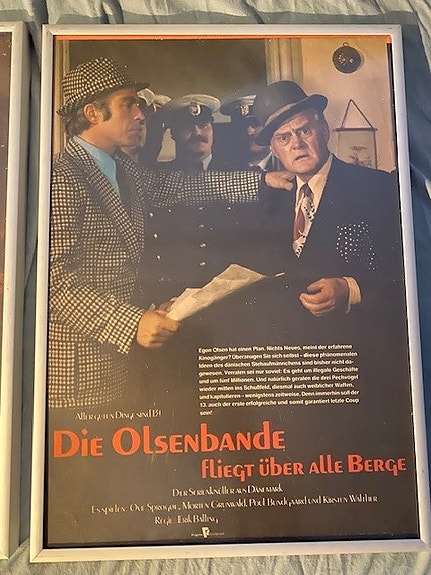 Egon Olsen hat einen Plan. Nichts Neues, meint der erfahrene
Kinogänger? Überzeugen Sie sich selbst - diese phänomenalen
Ideen des dänischen Stehaufmännchens sind bisher nicht da-
gewesen. Verraten sei nur soviel: Es geht um illegale Geschäfte
und um fünf Millionen. Und natürlich geraten die drei Pechvögel
wieder mitten ins Schußfeld, diesmal auch weiblicher Waffen,
und kapitulieren - wenigstens zeitweise. Denn immerhin soll der
13. auch der erste erfolgreiche und somit garantiert letzte Coup
sein!
Aller guten Dinge sind 13!
Die Olsenbande
fliegt über alle Berge
Der Serienknüller aus Dänemark
Es spielen: Ove Sprogøe, Morten Grunwald, Poul Bundgaard und Kirsten Walther
Regie: Erik Balling